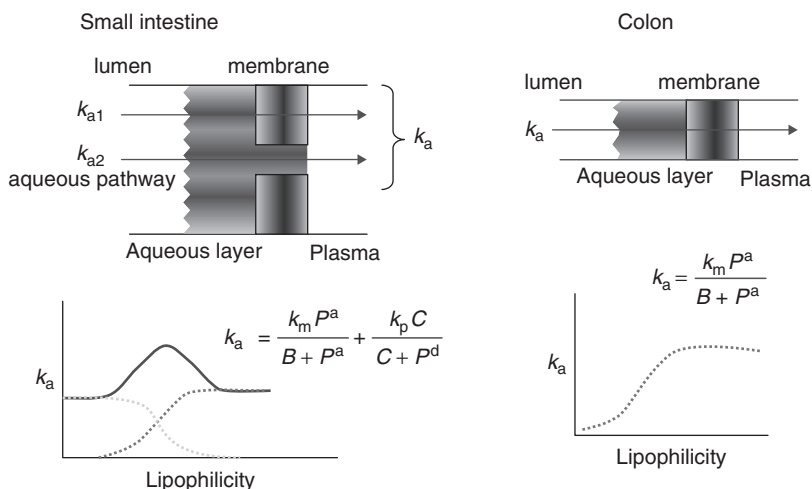 Small intestine
lumen
membrane
k_a1
k_a2
aqueous pathway
k_a
Aqueous layer
Plasma
k_a = k_m P^a / (B + P^a) + k_p C / (C + P^d)
k_a
Lipophilicity
Colon
lumen
membrane
k_a
Aqueous layer
Plasma
k_a = k_m P^a / (B + P^a)
k_a
Lipophilicity